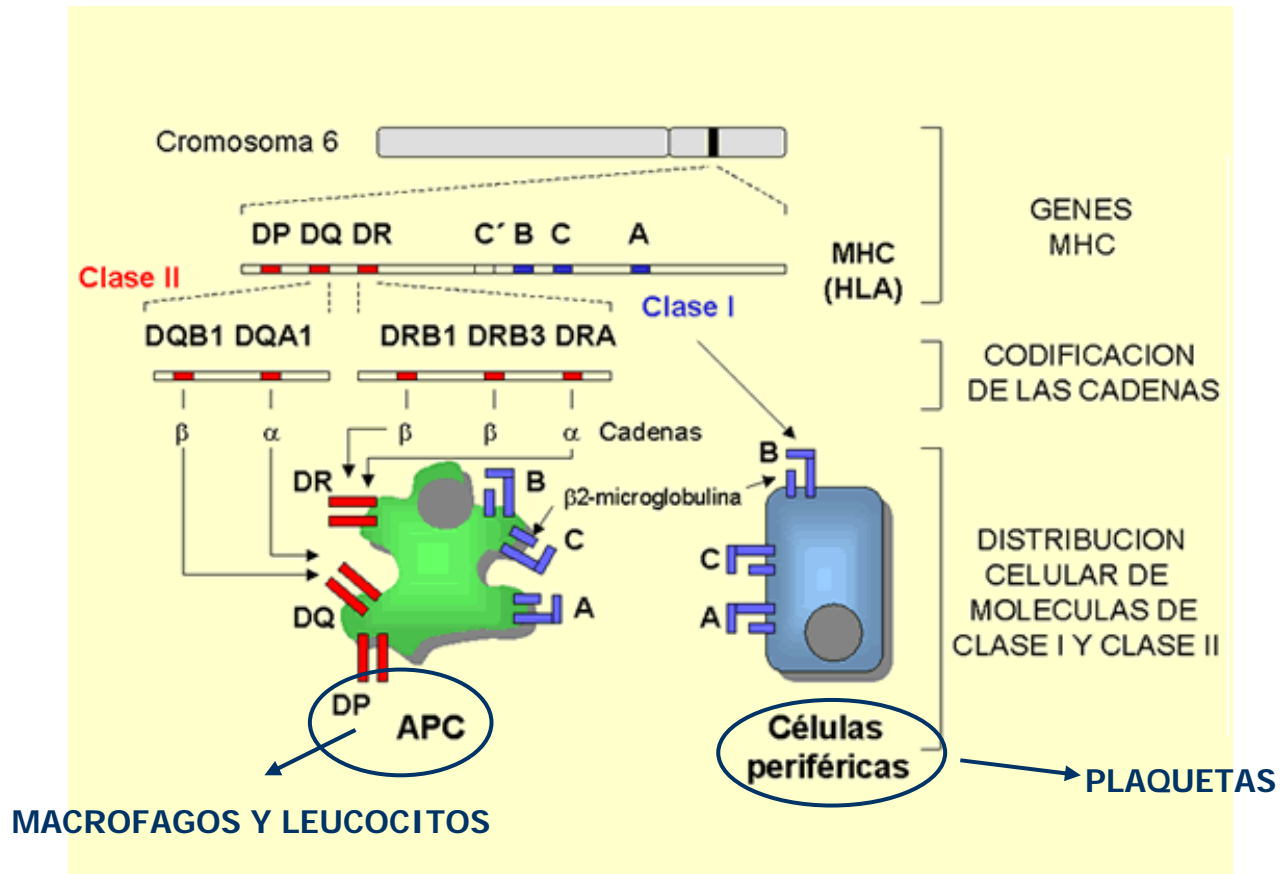 Cromosoma 6
GENES
MHC
DP DQ DR C´ B C A
MHC
(HLA)
Clase II
Clase I
DQB1 DQA1 DRB1 DRB3 DRA
CODIFICACION
DE LAS CADENAS
β α β β α Cadenas
DR
B
β2-microglobulina
C
A
DQ
DP
B
C
A
DISTRIBUCION
CELULAR DE
MOLECULAS DE
CLASE I Y CLASE II
APC
Células
periféricas
PLAQUETAS
MACROFAGOS Y LEUCOCITOS